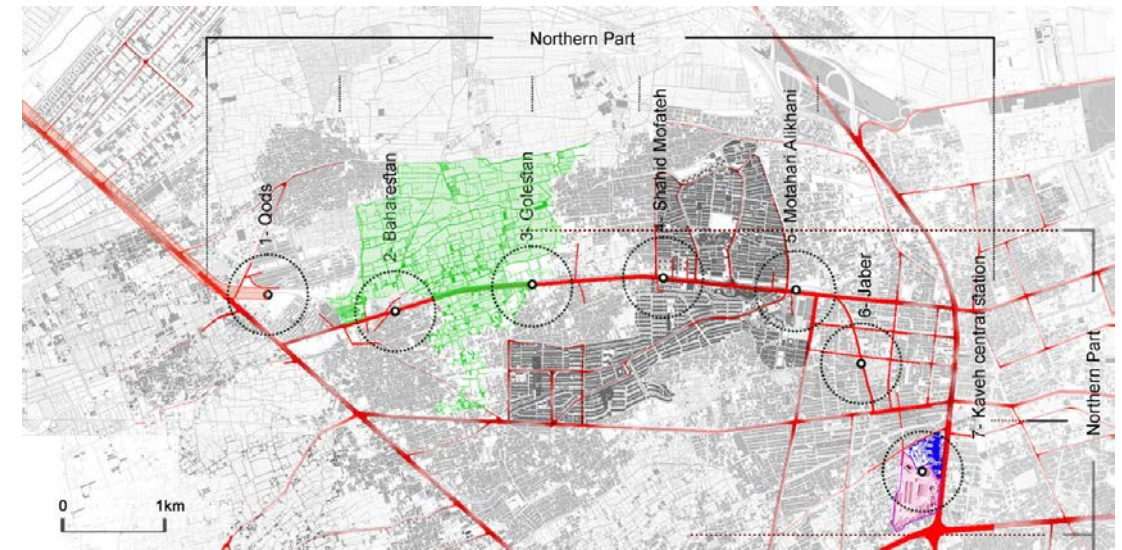 Northern Part
1- Qods
2- Baharestan
3- Golestan
4- Shahid Mofateh
5- Motahari Alikhani
6- Jaber
7- Kaveh central station
Northern Part
0 1km